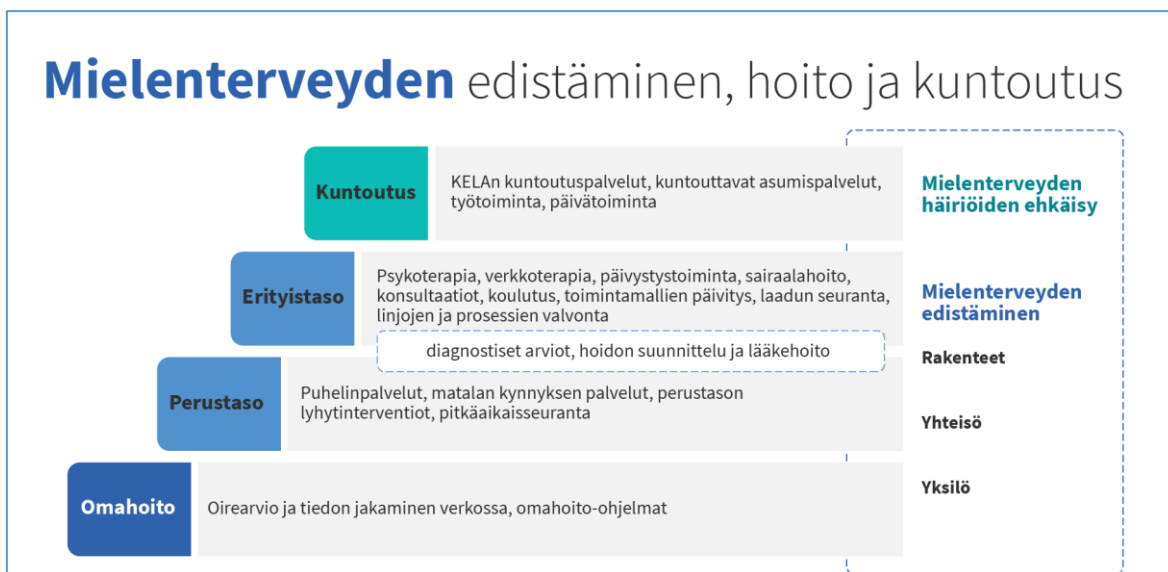 Mielenterveyden edistäminen, hoito ja kuntoutus
Kuntoutus
KELAn kuntoutuspalvelut, kuntouttavat asumispalvelut,
työtoiminta, päivätoiminta
Erityistaso
Psykoterapia, verkkoterapia, päivystystoiminta, sairaalahoito,
konsultaatiot, koulutus, toimintamallien päivitys, laadun seuranta,
linjojen ja prosessien valvonta
diagnostiset arviot, hoidon suunnittelu ja lääkehoito
Perustaso
Puhelinpalvelut, matalan kynnyksen palvelut, perustason
lyhytinterventiot, pitkäaikaisseuranta
Omahoito
Oirearvio ja tiedon jakaminen verkossa, omahoito-ohjelmat
Mielenterveyden
häiriöiden ehkäisy
Mielenterveyden
edistäminen
Rakenteet
Yhteisö
Yksilö